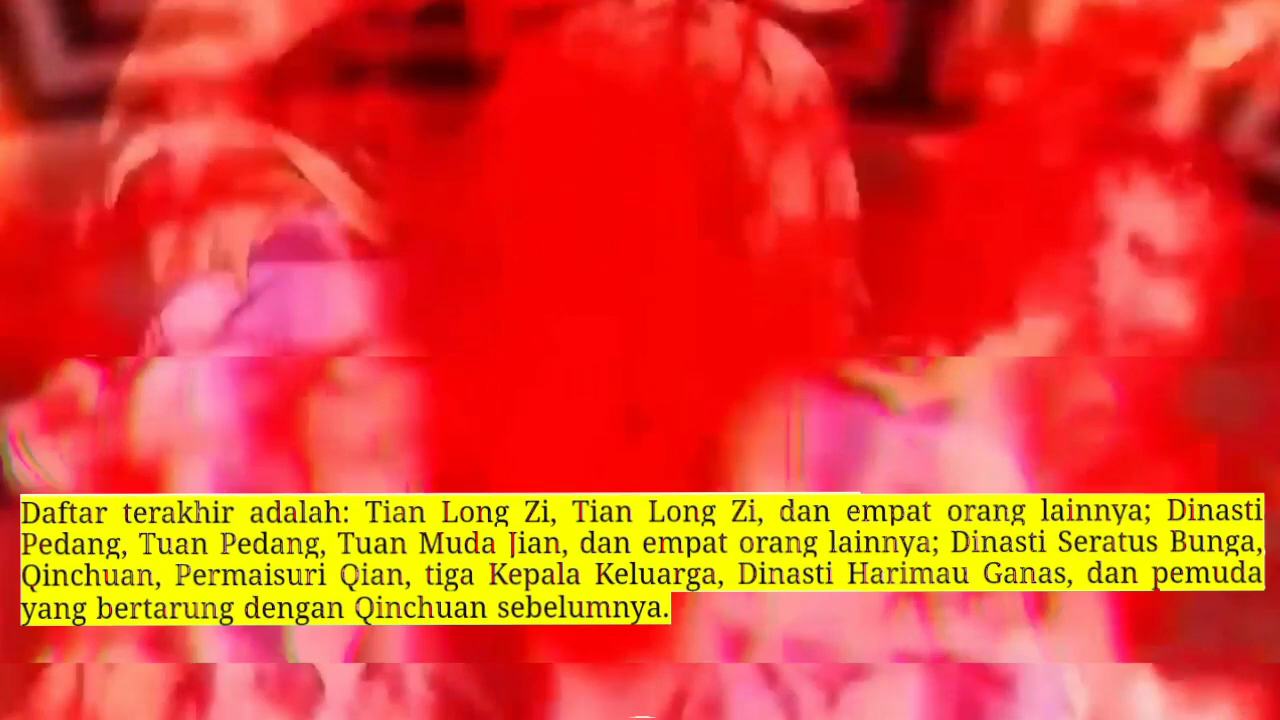 Daftar terakhir adalah: Tian Long Zi, Tian Long Zi, dan empat orang lainnya; Dinasti
Pedang, Tuan Pedang, Tuan Muda Jian, dan empat orang lainnya; Dinasti Seratus Bunga,
Qinchuan, Permaisuri Qian, tiga Kepala Keluarga, Dinasti Harimau Ganas, dan pemuda
yang bertarung dengan Qinchuan sebelumnya.